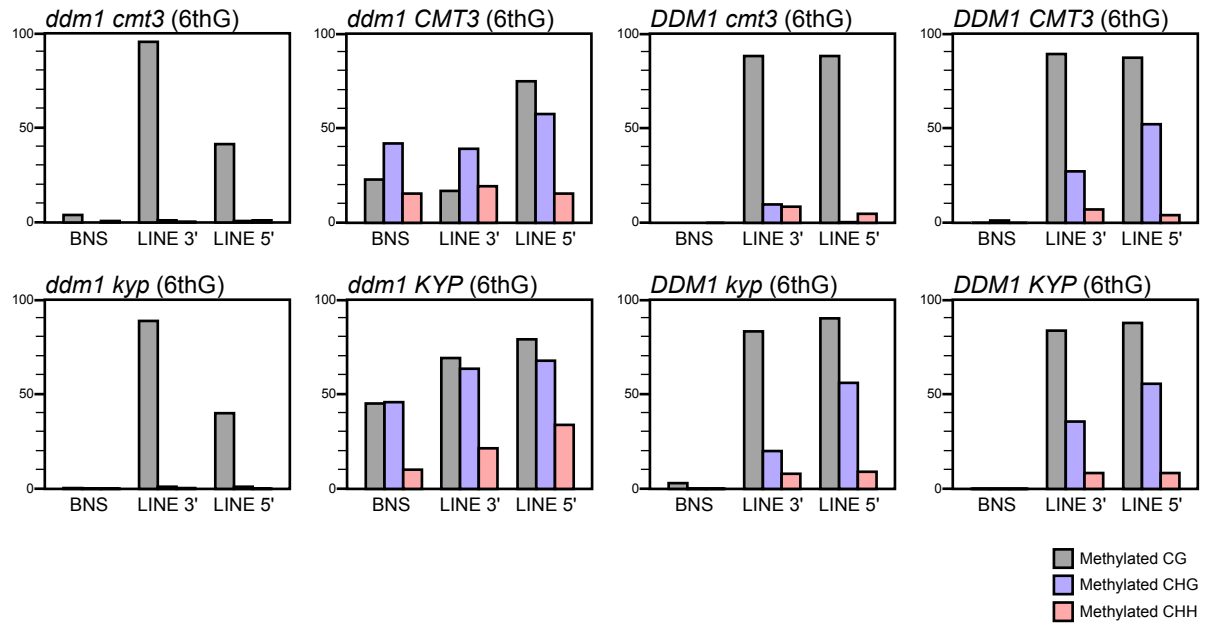 ddm1 cmt3 (6thG)
100
50
0
BNS LINE 3' LINE 5'
ddm1 CMT3 (6thG)
100
50
0
BNS LINE 3' LINE 5'
DDM1 cmt3 (6thG)
100
50
0
BNS LINE 3' LINE 5'
DDM1 CMT3 (6thG)
100
50
0
BNS LINE 3' LINE 5'
ddm1 kyp (6thG)
100
50
0
BNS LINE 3' LINE 5'
ddm1 KYP (6thG)
100
50
0
BNS LINE 3' LINE 5'
DDM1 kyp (6thG)
100
50
0
BNS LINE 3' LINE 5'
DDM1 KYP (6thG)
100
50
0
BNS LINE 3' LINE 5'
Methylated CG
Methylated CHG
Methylated CHH